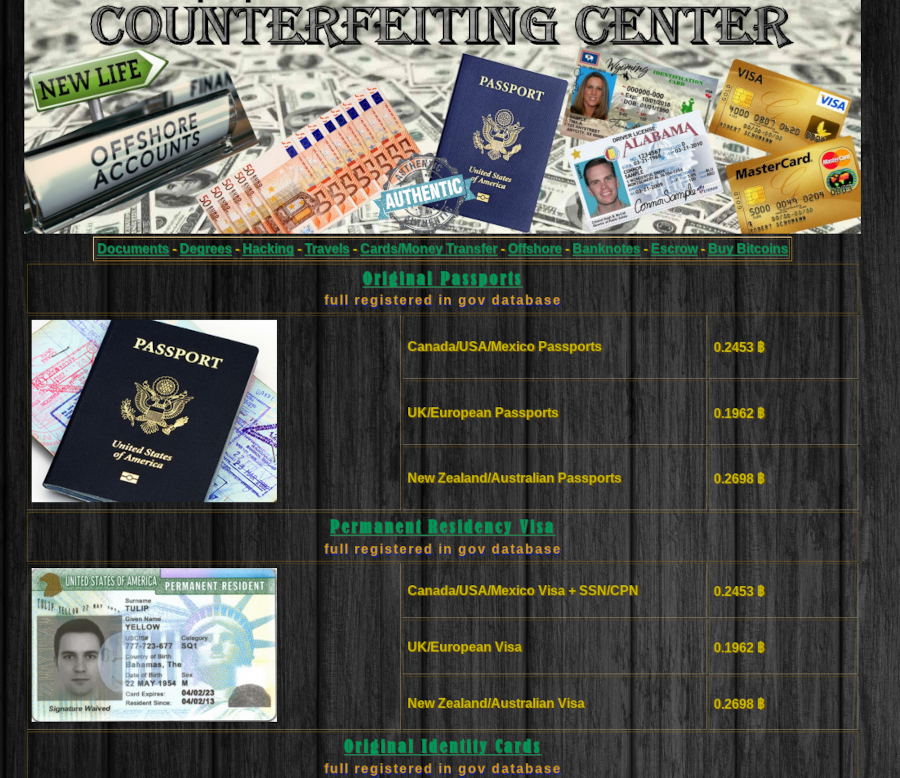 COUNTERFEITING CENTER
NEW LIFE
FINAN
OFFSHORE
ACCOUNTS
AUTHENTIC
PASSPORT
United States
of America
Wyoming
IDENTIFICATION
CARD
DRIVER LICENSE
ALABAMA
VISA
VISA
MasterCard
MasterCard
Documents - Degrees - Hacking - Travels - Cards/Money Transfer - Offshore - Banknotes - Escrow - Buy Bitcoins
Original Passports
full registered in gov database
PASSPORT
United States
of America
Canada/USA/Mexico Passports 0.2453 ฿
UK/European Passports 0.1962 ฿
New Zealand/Australian Passports 0.2698 ฿
Permanent Residency Visa
full registered in gov database
UNITED STATES OF AMERICA PERMANENT RESIDENT
Surname
TULIP
Given Name
YELLOW
USCIS# Category
777-723-677 SQ1
Country of Birth
Bahamas, The
Date of Birth Sex
22 MAY 1954 M
Card Expires: 04/02/23
Resident Since: 04/02/13
Signature Waived
Canada/USA/Mexico Visa + SSN/CPN 0.2453 ฿
UK/European Visa 0.1962 ฿
New Zealand/Australian Visa 0.2698 ฿
Original Identity Cards
full registered in gov database